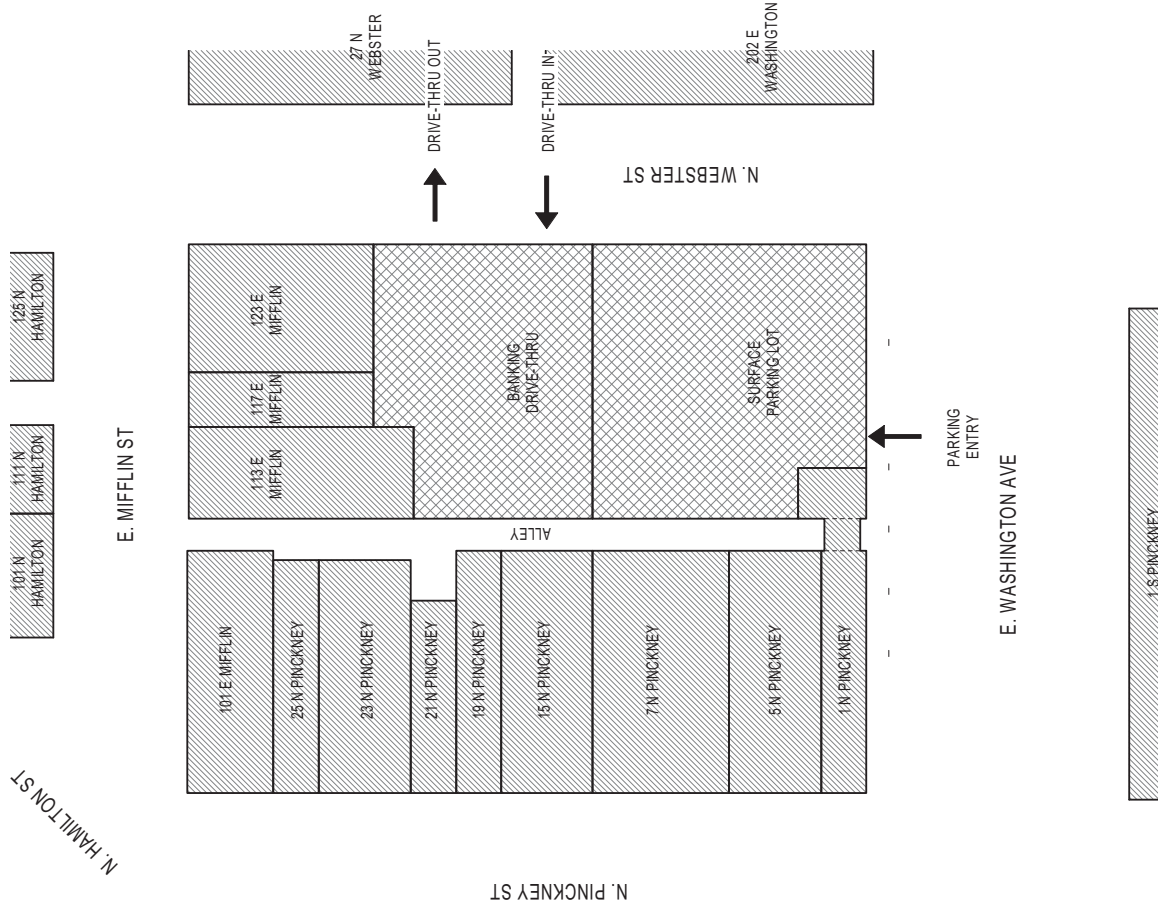 27 N
WEBSTER
DRIVE-THRU OUT
DRIVE-THRU IN
202 E
WASHINGTON
N. WEBSTER ST
125 N
HAMILTON
111 N
HAMILTON
101 N
HAMILTON
E. MIFFLIN ST
123 E
MIFFLIN
117 E
MIFFLIN
113 E
MIFFLIN
BANKING
DRIVE-THRU
SURFACE
PARKING LOT
PARKING
ENTRY
ALLEY
E. WASHINGTON AVE
101 E MIFFLIN
25 N PINCKNEY
23 N PINCKNEY
21 N PINCKNEY
19 N PINCKNEY
15 N PINCKNEY
7 N PINCKNEY
5 N PINCKNEY
1 N PINCKNEY
1 S PINCKNEY
N. HAMILTON ST
N. PINCKNEY ST